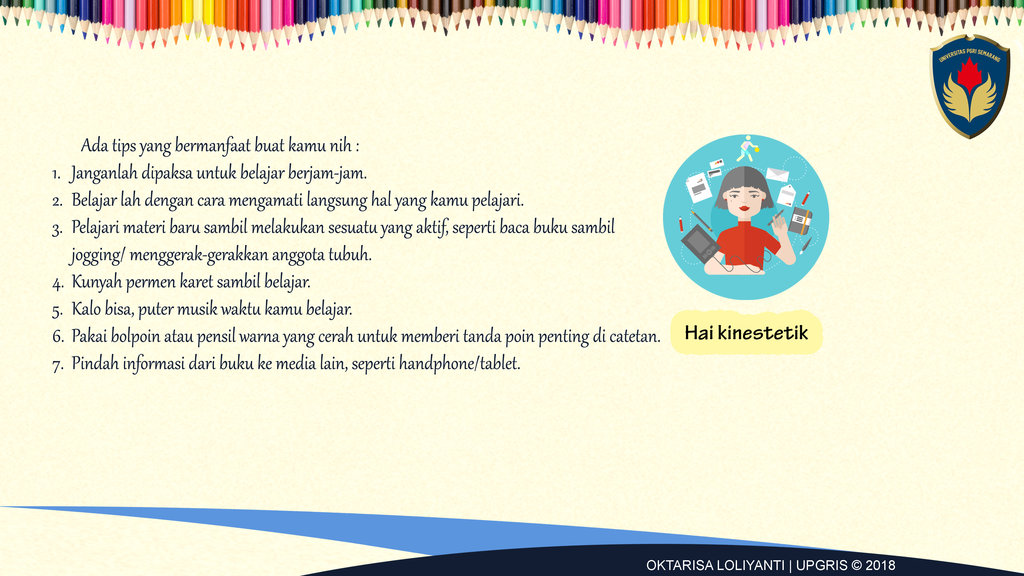 UNIVERSITAS PGRI SEMARANG
Ada tips yang bermanfaat buat kamu nih :
1. Janganlah dipaksa untuk belajar berjam-jam.
2. Belajar lah dengan cara mengamati langsung hal yang kamu pelajari.
3. Pelajari materi baru sambil melakukan sesuatu yang aktif, seperti baca buku sambil
jogging/ menggerak-gerakkan anggota tubuh.
4. Kunyah permen karet sambil belajar.
5. Kalo bisa, puter musik waktu kamu belajar.
6. Pakai bolpoin atau pensil warna yang cerah untuk memberi tanda poin penting di catetan.
7. Pindah informasi dari buku ke media lain, seperti handphone/tablet.
Hai kinestetik
OKTARISA LOLIYANTI | UPGRIS © 2018